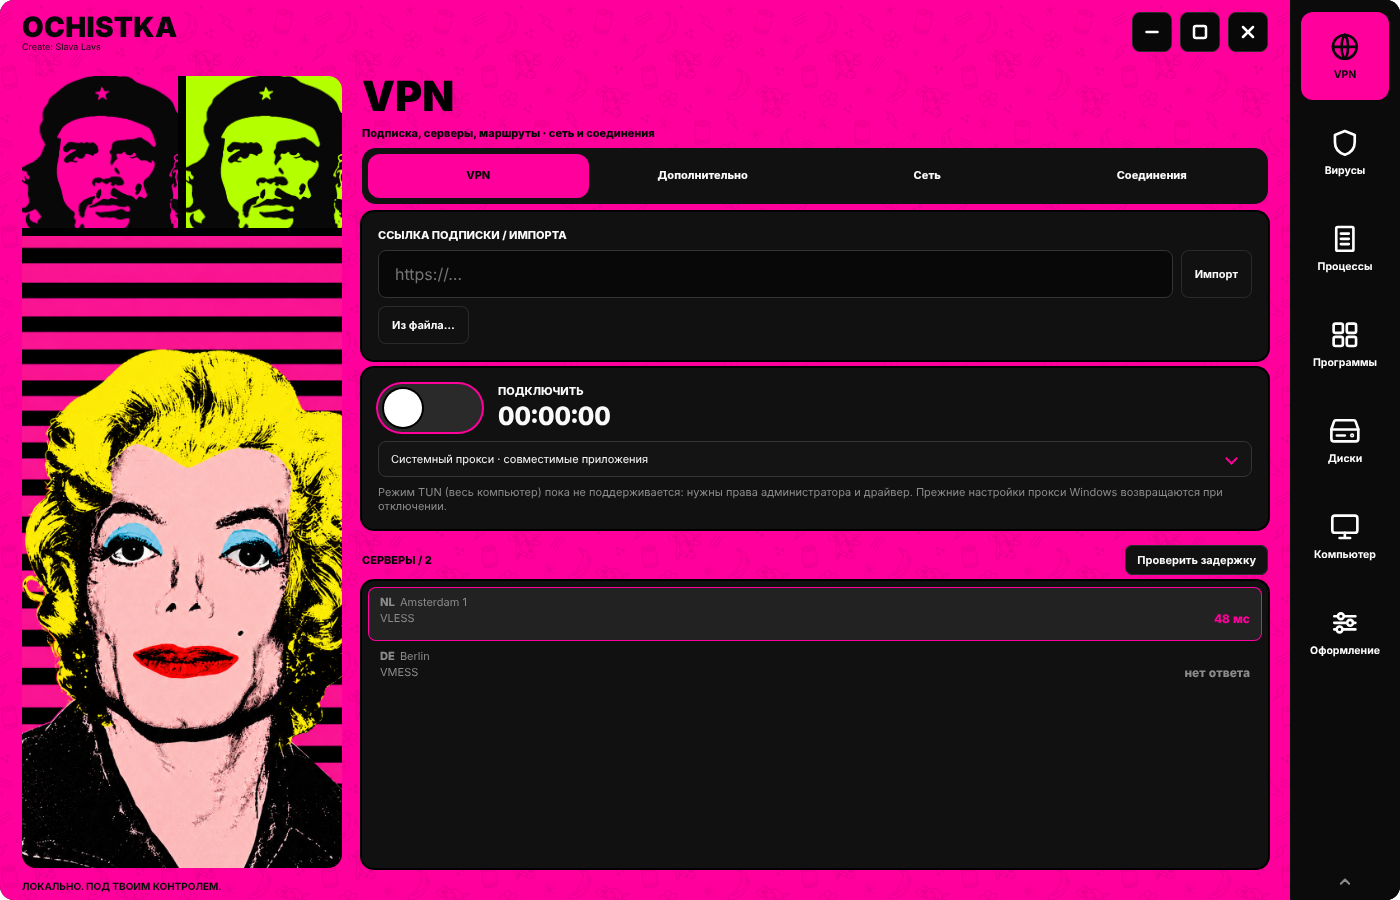 OCHISTKA
Create: Slava Lavs
VPN
Подписка, серверы, маршруты · сеть и соединения
VPN
Дополнительно
Сеть
Соединения
ССЫЛКА ПОДПИСКИ / ИМПОРТА
https://...
Импорт
Из файла...
ПОДКЛЮЧИТЬ
00:00:00
Системный прокси · совместимые приложения
Режим TUN (весь компьютер) пока не поддерживается: нужны права администратора и драйвер. Прежние настройки прокси Windows возвращаются при
отключении.
СЕРВЕРЫ / 2
Проверить задержку
NL Amsterdam 1
VLESS
48 мс
DE Berlin
VMESS
нет ответа
ЛОКАЛЬНО. ПОД ТВОИМ КОНТРОЛЕМ.
VPN
Вирусы
Процессы
Программы
Диски
Компьютер
Оформление